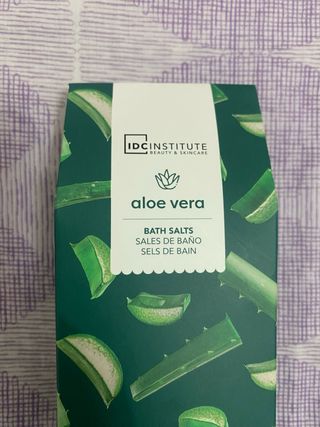 IDC INSTITUTE
BEAUTY & SKINCARE
aloe vera
BATH SALTS
SALES DE BAÑO
SELS DE BAIN